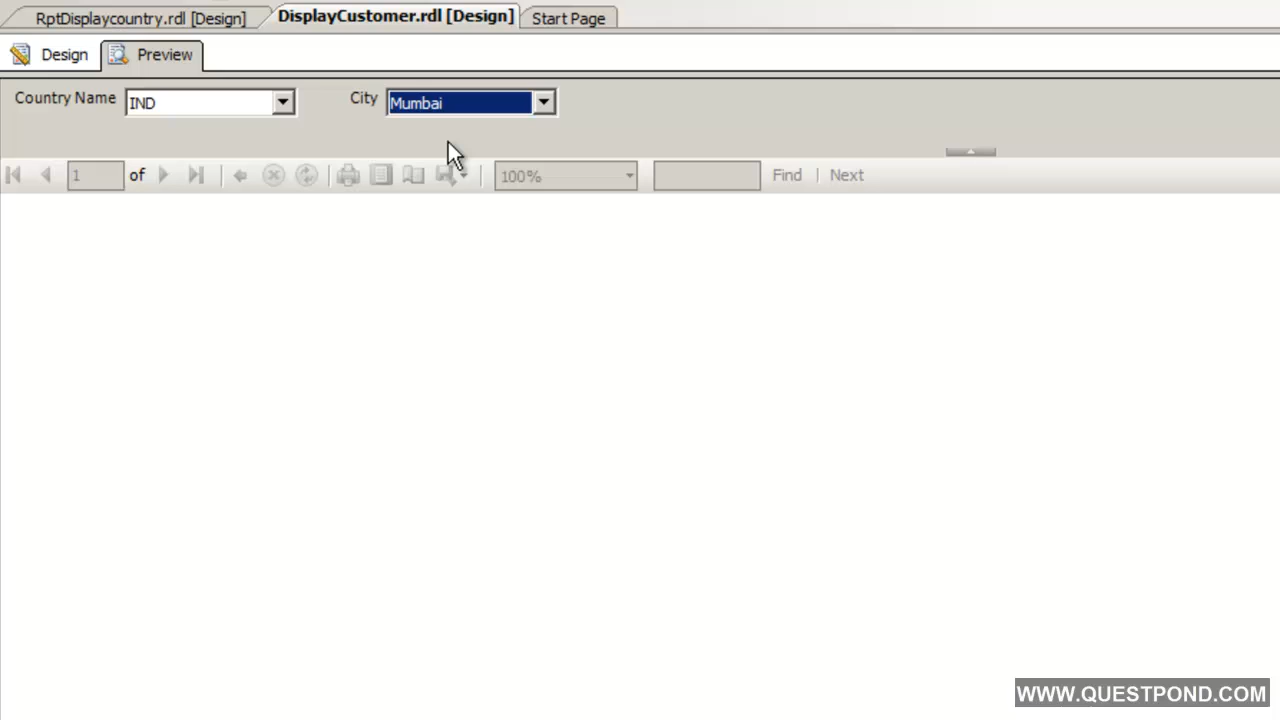 RptDisplaycountry.rdl [Design] DisplayCustomer.rdl [Design] Start Page
Design Preview
Country Name IND City Mumbai
1 of 100% Find | Next
WWW.QUESTPOND.COM